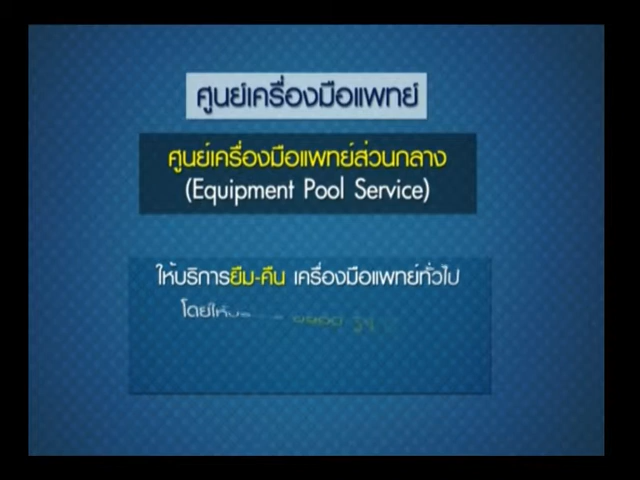 ศูนย์เครื่องมือแพทย์
ศูนย์เครื่องมือแพทย์ส่วนกลาง
(Equipment Pool Service)
ให้บริการยืม-คืน เครื่องมือแพทย์ทั่วไป